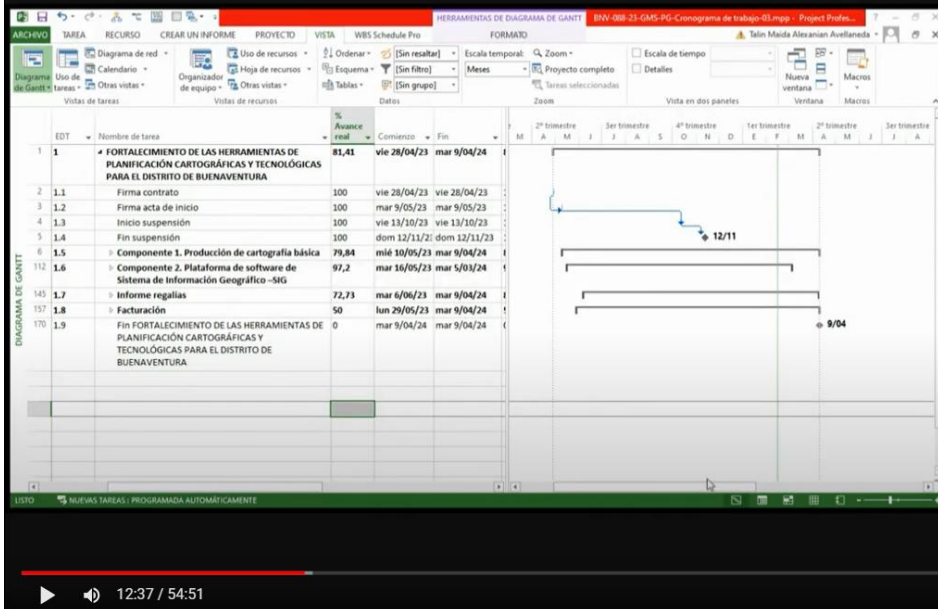 HERRAMIENTAS DE DIAGRAMA DE GANTT BNV-088-23-GMS-PG-Cronograma de trabajo-03.mpp - Project Profes...
ARCHIVO TAREA RECURSO CREAR UN INFORME PROYECTO VISTA WBS Schedule Pro FORMATO Talin Maida Alexanian Avellaneda
Diagrama de Gantt
Uso de tareas
Diagrama de red
Calendario
Otras vistas
Vistas de tareas
Organizador de equipo
Uso de recursos
Hoja de recursos
Otras vistas
Vistas de recursos
Ordenar
Esquema
Tablas
[Sin resaltar]
[Sin filtro]
[Sin grupo]
Datos
Escala temporal:
Meses
Zoom
Proyecto completo
Tareas seleccionadas
Zoom
Escala de tiempo
Detalles
Vista en dos paneles
Nueva ventana
Ventana
Macros
Macros
EDT Nombre de tarea % Avance real Comienzo Fin
2º trimestre 3er trimestre 4º trimestre 1er trimestre 2º trimestre 3er trimestre
M A M J J A S O N D E F M A M J J A
1 1 FORTALECIMIENTO DE LAS HERRAMIENTAS DE 81,41 vie 28/04/23 mar 9/04/24
PLANIFICACIÓN CARTOGRÁFICAS Y TECNOLÓGICAS
PARA EL DISTRITO DE BUENAVENTURA
2 1.1 Firma contrato 100 vie 28/04/23 vie 28/04/23
3 1.2 Firma acta de inicio 100 mar 9/05/23 mar 9/05/23
4 1.3 Inicio suspensión 100 vie 13/10/23 vie 13/10/23
5 1.4 Fin suspensión 100 dom 12/11/2 dom 12/11/23 12/11
6 1.5 Componente 1. Producción de cartografía básica 79,84 mié 10/05/23 mar 9/04/24
112 1.6 Componente 2. Plataforma de software de 97,2 mar 16/05/23 mar 5/03/24
Sistema de Información Geográfico –SIG
145 1.7 Informe regalias 72,73 mar 6/06/23 mar 9/04/24
157 1.8 Facturación 50 lun 29/05/23 mar 9/04/24
170 1.9 Fin FORTALECIMIENTO DE LAS HERRAMIENTAS DE 0 mar 9/04/24 mar 9/04/24 9/04
PLANIFICACIÓN CARTOGRÁFICAS Y
TECNOLÓGICAS PARA EL DISTRITO DE
BUENAVENTURA
DIAGRAMA DE GANTT
LISTO NUEVAS TAREAS : PROGRAMADA AUTOMÁTICAMENTE
12:37 / 54:51